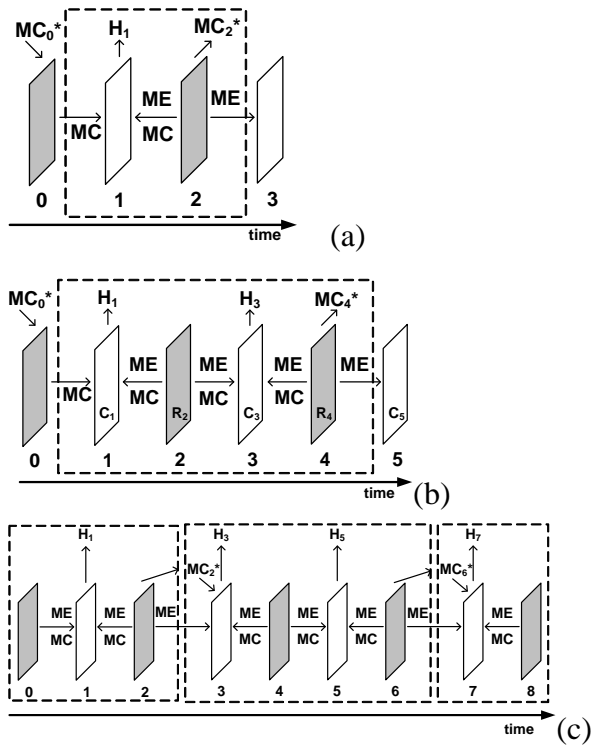 MC0* H1 MC2*
ME ME
MC MC
0 1 2 3
time
(a)
MC0* H1 H3 MC4*
ME ME ME ME
MC MC MC MC
C1 R2 C3 R4 C5
0 1 2 3 4 5
time
(b)
H1 H3 H5 H7
MC2* MC6*
ME ME ME ME ME ME ME ME
MC MC MC MC MC MC
0 1 2 3 4 5 6 7 8
time
(c)